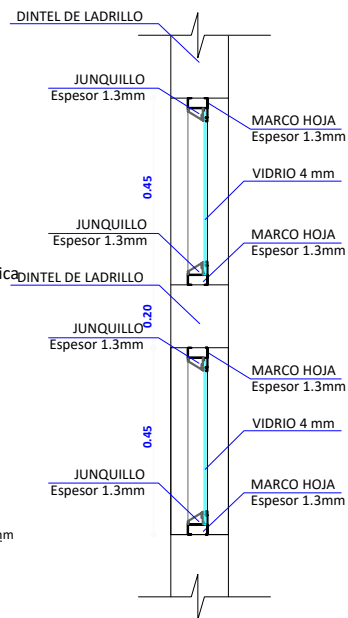 DINTEL DE LADRILLO
JUNQUILLO
Espesor 1.3mm
MARCO HOJA
Espesor 1.3mm
VIDRIO 4 mm
0.45
JUNQUILLO
Espesor 1.3mm
MARCO HOJA
Espesor 1.3mm
ica
DINTEL DE LADRILLO
0.20
JUNQUILLO
Espesor 1.3mm
MARCO HOJA
Espesor 1.3mm
VIDRIO 4 mm
0.45
JUNQUILLO
Espesor 1.3mm
MARCO HOJA
Espesor 1.3mm
m